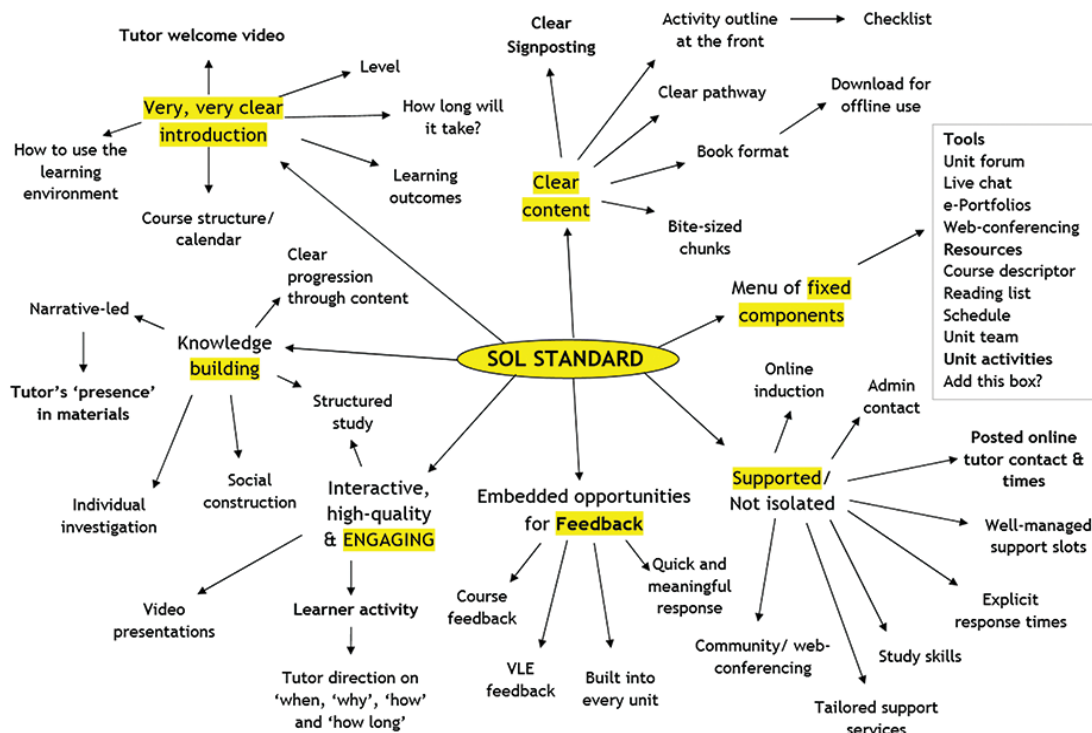 Tutor welcome video
Level
Very, very clear
introduction
How long will
it take?
How to use the
learning
environment
Learning
outcomes
Course structure/
calendar
Clear
Signposting
Activity outline
at the front
Checklist
Clear pathway
Download for
offline use
Book format
Clear
content
Bite-sized
chunks
Menu of fixed
components
Tools
Unit forum
Live chat
e-Portfolios
Web-conferencing
Resources
Course descriptor
Reading list
Schedule
Unit team
Unit activities
Add this box?
SOL STANDARD
Clear
progression
through content
Narrative-led
Knowledge
building
Tutor’s ‘presence’
in materials
Structured
study
Individual
investigation
Social
construction
Interactive,
high-quality
& ENGAGING
Video
presentations
Learner activity
Tutor direction on
‘when, ‘why’, ‘how’
and ‘how long’
Embedded opportunities
for Feedback
Course
feedback
VLE
feedback
Built into
every unit
Quick and
meaningful
response
Online
induction
Admin
contact
Supported/
Not isolated
Posted online
tutor contact &
times
Well-managed
support slots
Explicit
response times
Study skills
Tailored support
services
Community/ web-
conferencing